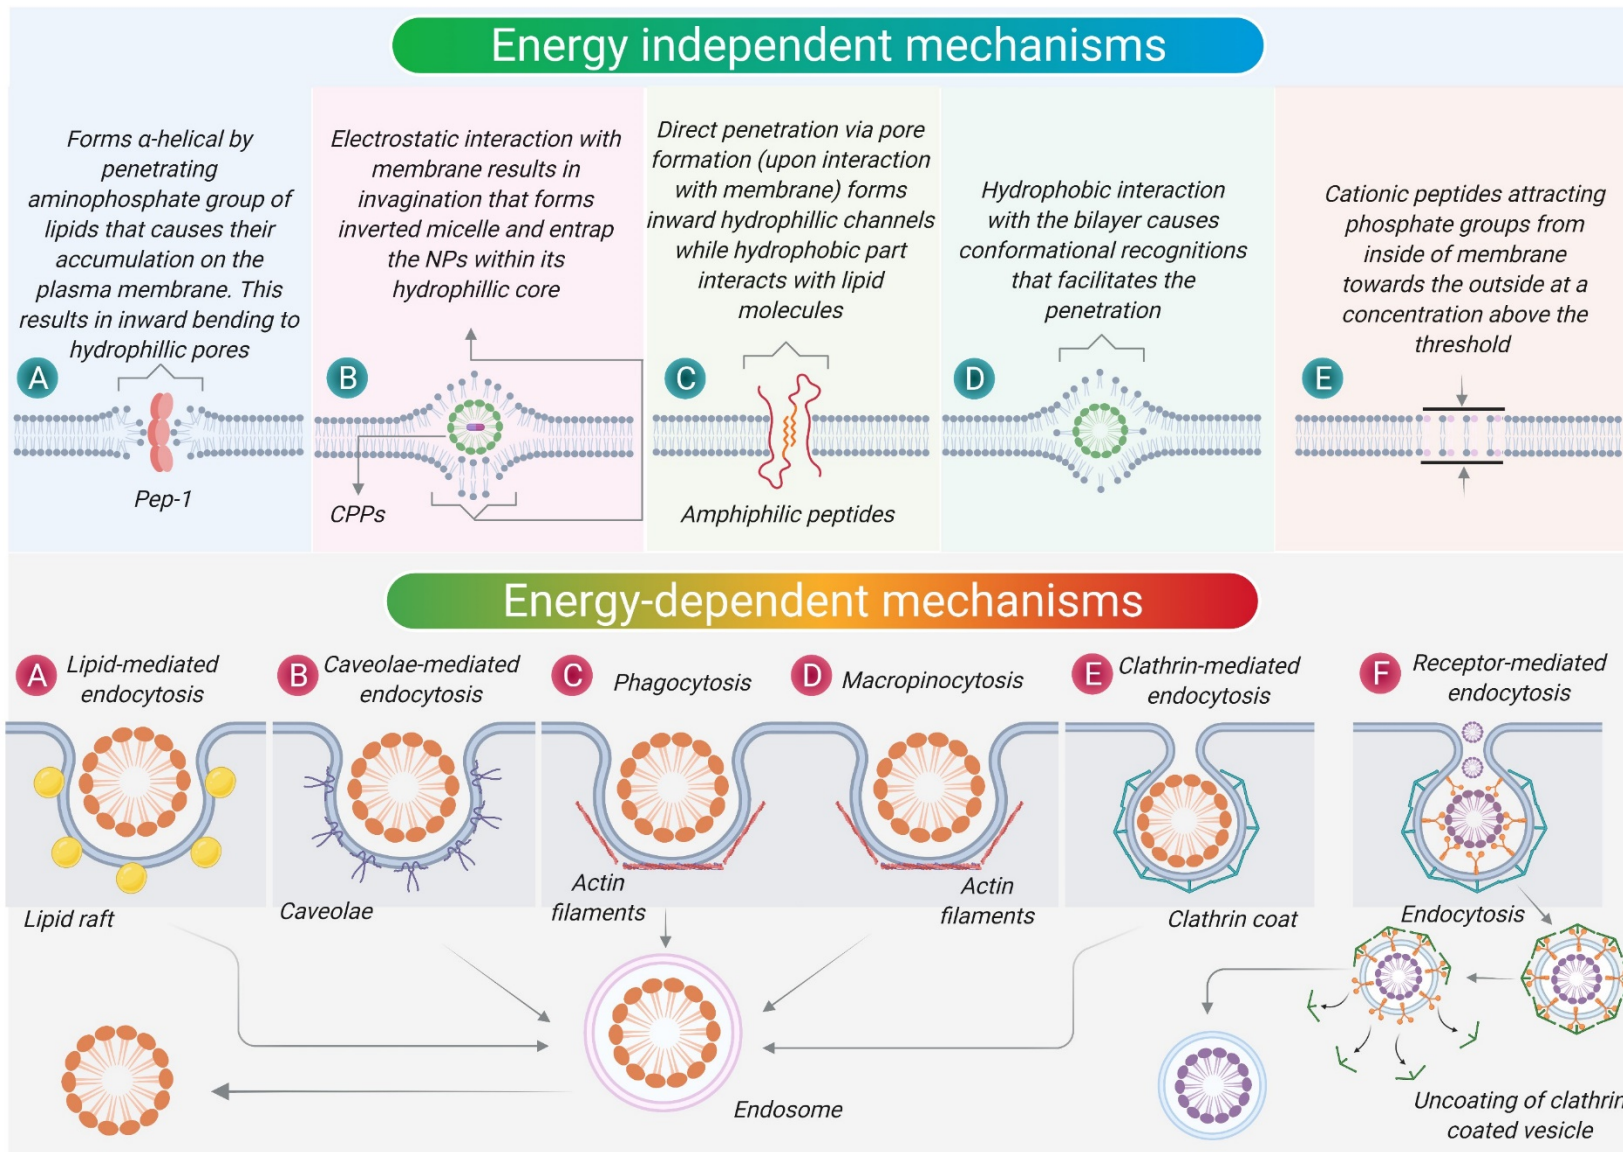 Energy independent mechanisms
Forms α-helical by
penetrating
aminophosphate group of
lipids that causes their
accumulation on the
plasma membrane. This
results in inward bending to
hydrophillic pores
A
Pep-1
Electrostatic interaction with
membrane results in
invagination that forms
inverted micelle and entrap
the NPs within its
hydrophillic core
B
CPPs
Direct penetration via pore
formation (upon interaction
with membrane) forms
inward hydrophillic channels
while hydrophobic part
interacts with lipid
molecules
C
Amphiphilic peptides
Hydrophobic interaction
with the bilayer causes
conformational recognitions
that facilitates the
penetration
D
Cationic peptides attracting
phosphate groups from
inside of membrane
towards the outside at a
concentration above the
threshold
E
Energy-dependent mechanisms
A
Lipid-mediated
endocytosis
Lipid raft
B
Caveolae-mediated
endocytosis
Caveolae
C
Phagocytosis
Actin
filaments
D
Macropinocytosis
Actin
filaments
E
Clathrin-mediated
endocytosis
Clathrin coat
F
Receptor-mediated
endocytosis
Endocytosis
Endosome
Uncoating of clathrin
coated vesicle